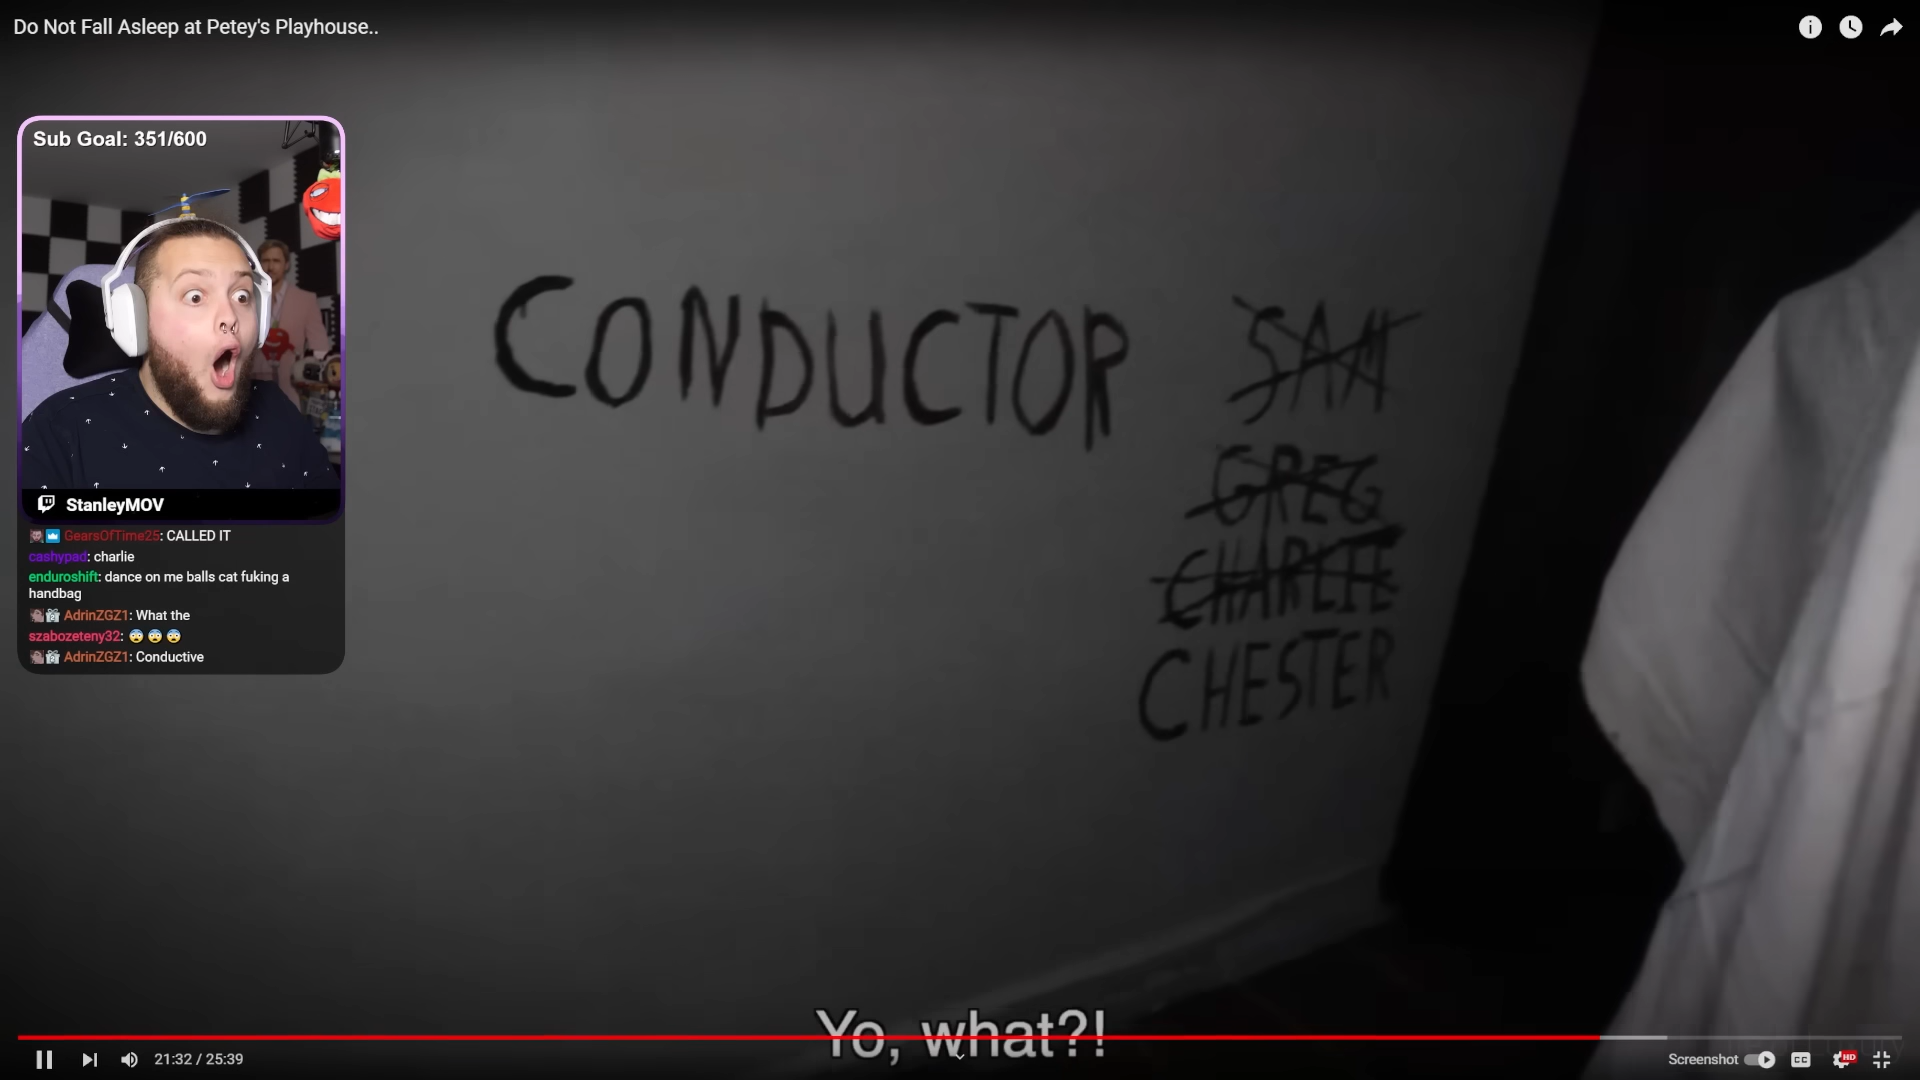 Do Not Fall Asleep at Petey's Playhouse..
Sub Goal: 351/600
CONDUCTOR
SAM
GREG
CHARLIE
CHESTER
StanleyMOV
GearsOfTime25: CALLED IT
cashypad: charlie
enduroshift: dance on me balls cat fuking a
handbag
AdrinZGZ1: What the
szabozeteny32: 😨 😨 😨
AdrinZGZ1: Conductive
Yo, what?!
21:32 / 25:39
Screenshot
CC
HD